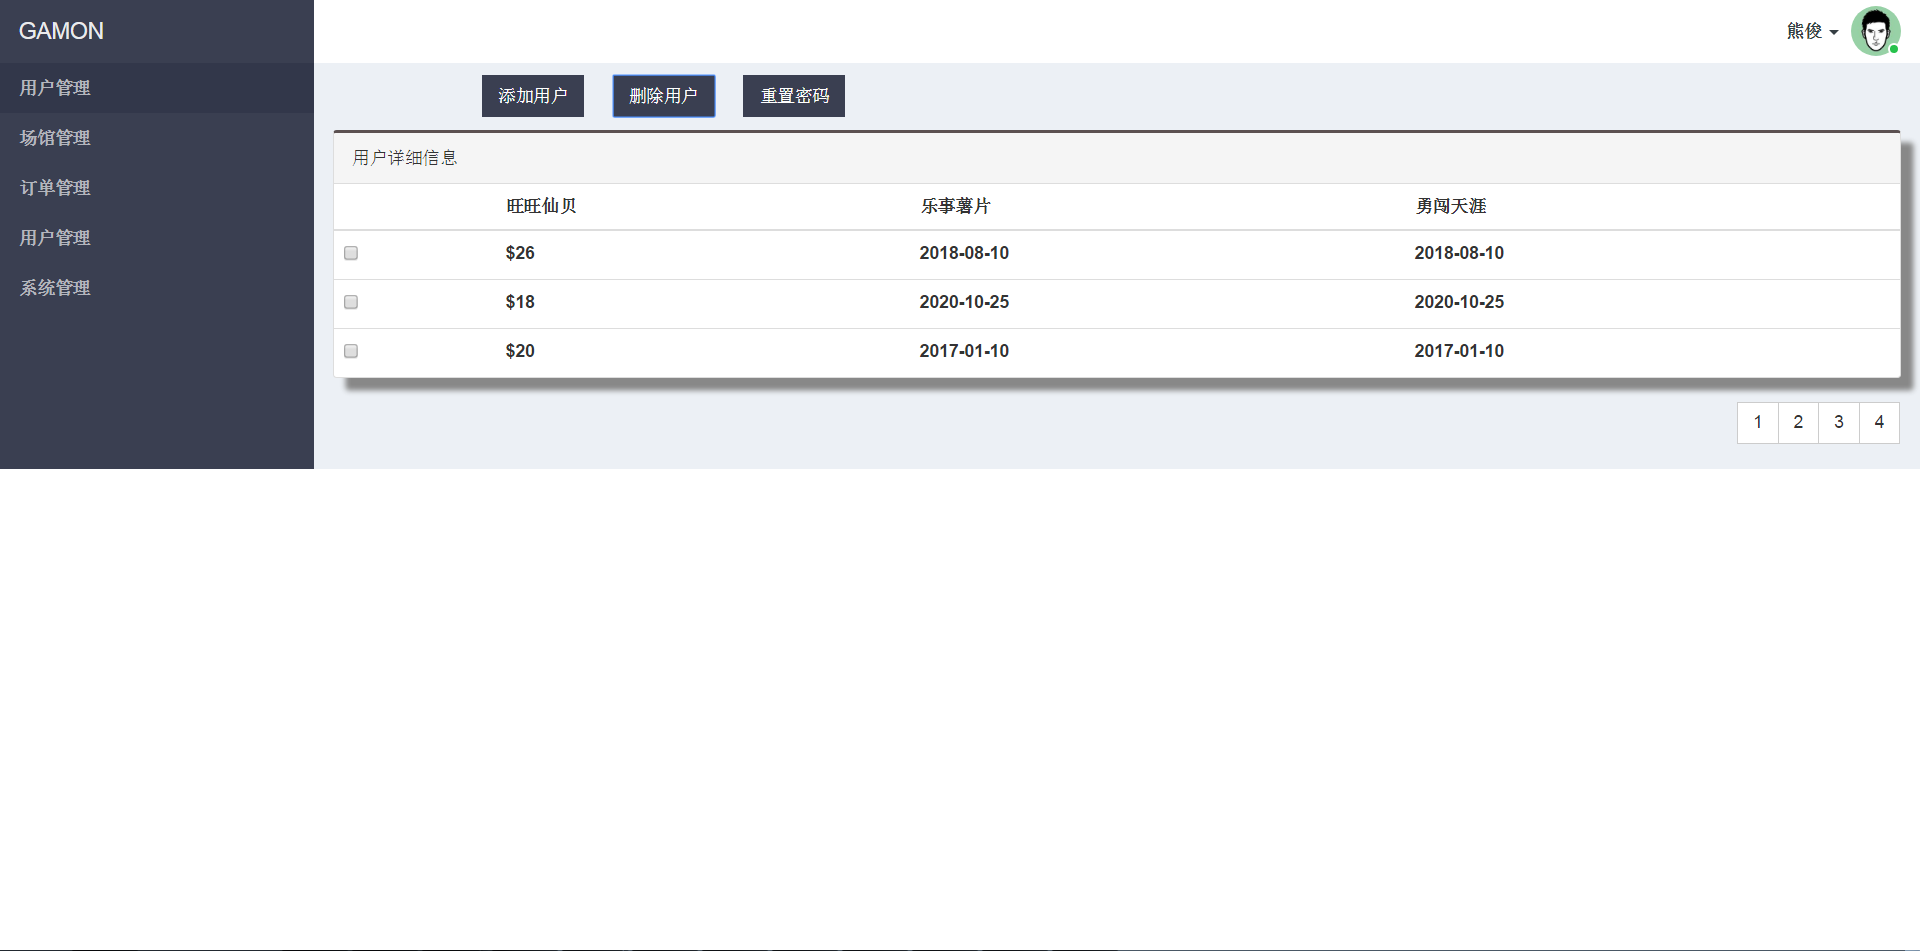 GAMON
熊俊
用户管理
场馆管理
订单管理
用户管理
系统管理
添加用户 删除用户 重置密码
用户详细信息
旺旺仙贝 乐事薯片 勇闯天涯
$26 2018-08-10 2018-08-10
$18 2020-10-25 2020-10-25
$20 2017-01-10 2017-01-10
1 2 3 4